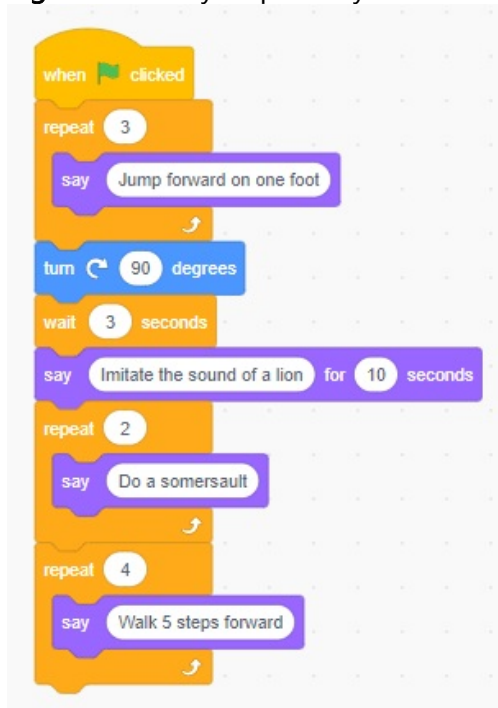 when clicked
repeat 3
say Jump forward on one foot
turn 90 degrees
wait 3 seconds
say Imitate the sound of a lion for 10 seconds
repeat 2
say Do a somersault
repeat 4
say Walk 5 steps forward